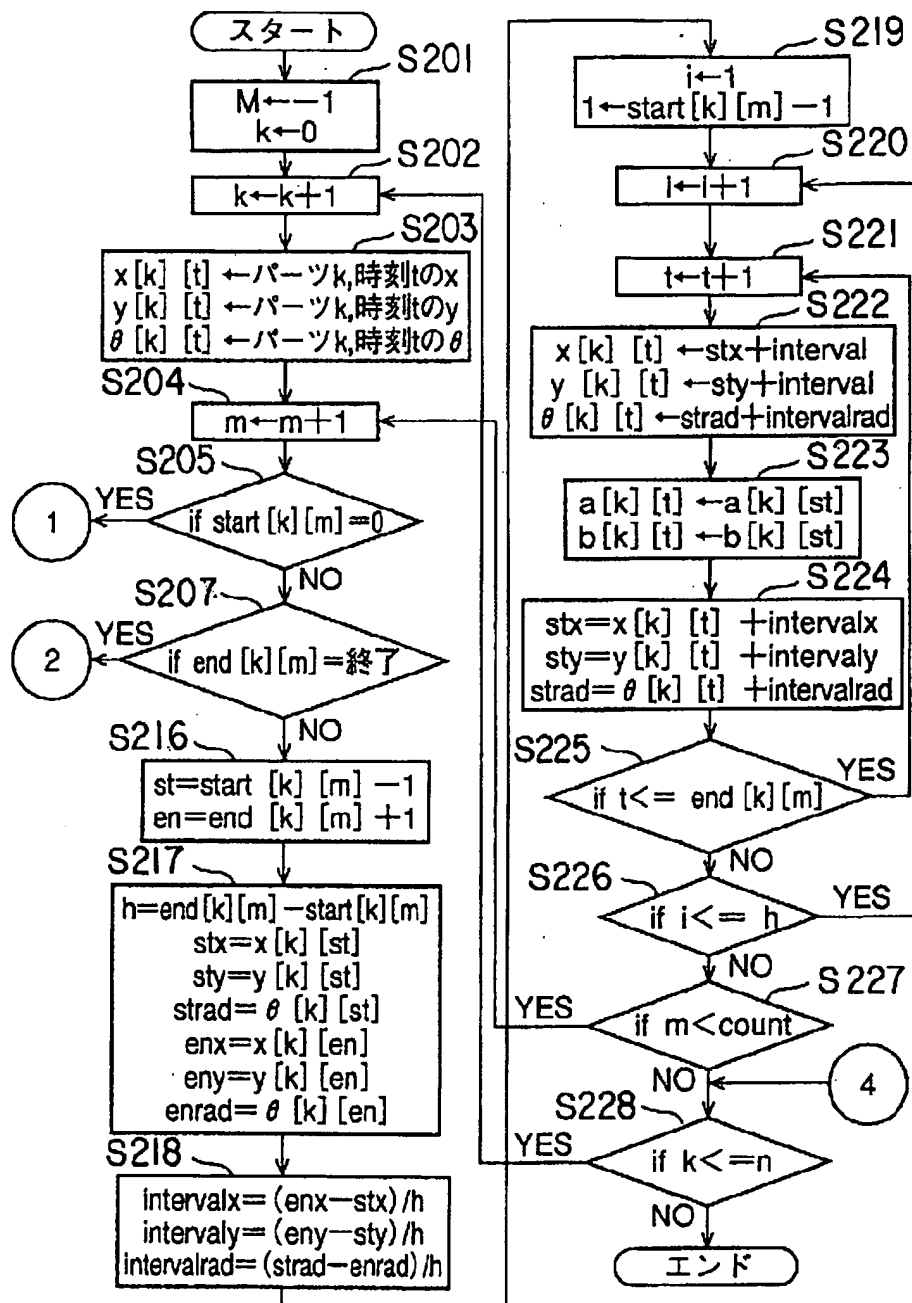 スタート
S201
M←−1
k←0
S202
k←k+1
S203
x[k] [t] ←パーツk,時刻tのx
y[k] [t] ←パーツk,時刻tのy
θ[k] [t] ←パーツk,時刻tのθ
S204
m←m+1
S205
YES
1
if start[k][m]=0
NO
S207
YES
2
if end[k][m]=終了
NO
S216
st=start [k] [m] −1
en=end [k] [m] +1
S217
h=end[k][m]−start[k][m]
stx=x[k] [st]
sty=y[k] [st]
strad= θ [k] [st]
enx=x[k] [en]
eny=y[k] [en]
enrad= θ [k] [en]
S218
intervalx=(enx−stx)/h
intervaly=(eny−sty)/h
intervalrad=(strad−enrad)/h
S219
i←1
1←start[k][m]−1
S220
i←i+1
S221
t←t+1
S222
x[k] [t] ←stx+interval
y [k] [t] ←sty+interval
θ[k] [t] ←strad+intervalrad
S223
a[k] [t] ←a[k] [st]
b[k] [t] ←b[k] [st]
S224
stx=x[k] [t] +intervalx
sty=y[k] [t] +intervaly
strad= θ [k] [t] +intervalrad
S225
YES
if t<= end[k][m]
NO
S226
YES
if i<= h
NO
S227
YES
if m<count
NO
4
S228
YES
if k<=n
NO
エンド